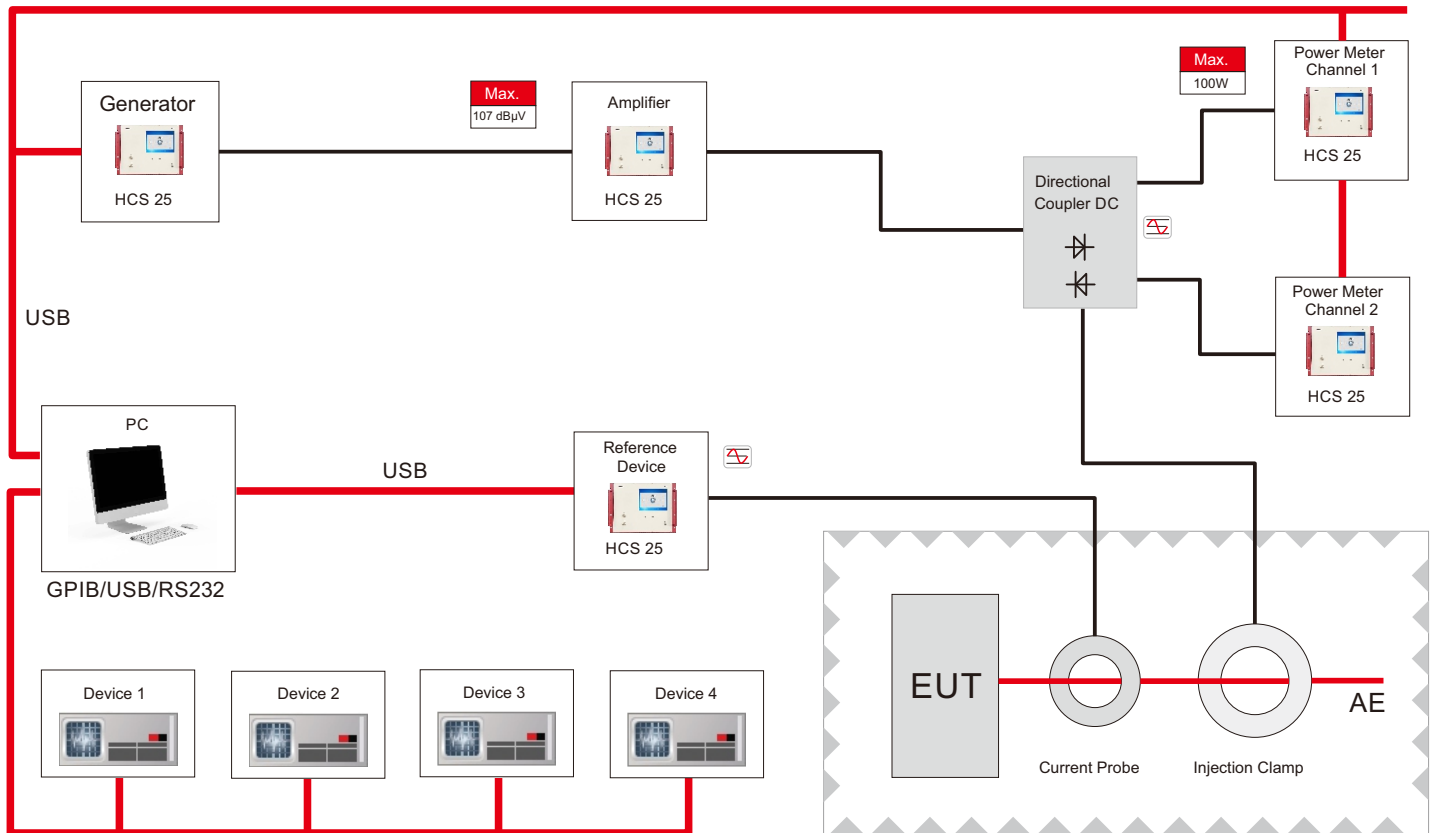 Generator
HCS 25
Max.
107 dBµV
Amplifier
HCS 25
Max.
100W
Power Meter
Channel 1
HCS 25
Directional
Coupler DC
Power Meter
Channel 2
HCS 25
USB
PC
GPIB/USB/RS232
USB
Reference
Device
HCS 25
EUT
AE
Current Probe
Injection Clamp
Device 1
Device 2
Device 3
Device 4